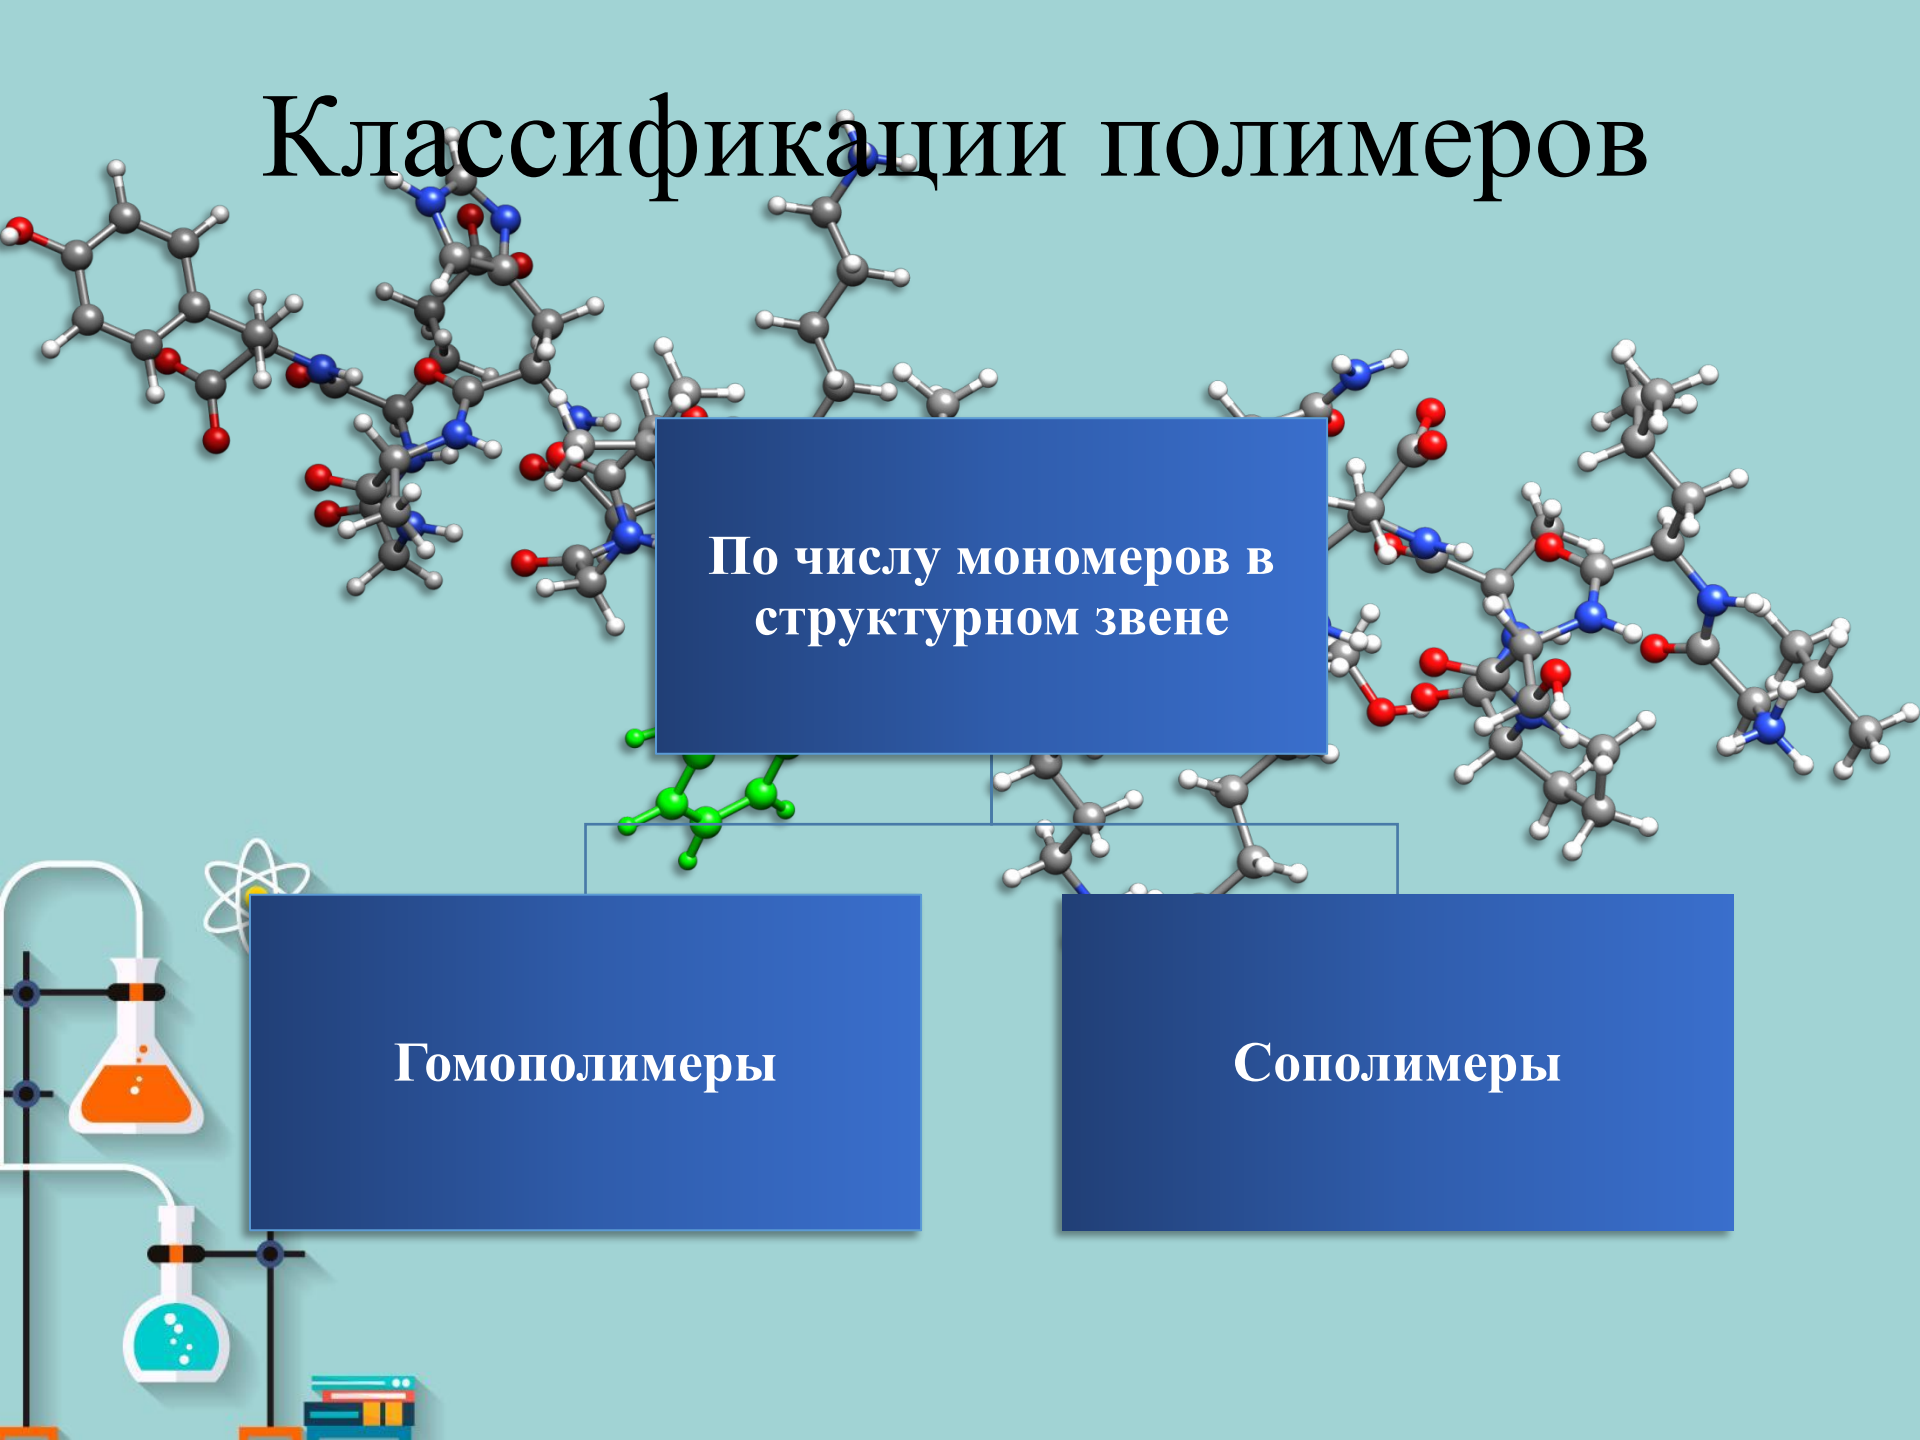 Классификации полимеров
По числу мономеров в
структурном звене
Гомополимеры
Сополимеры